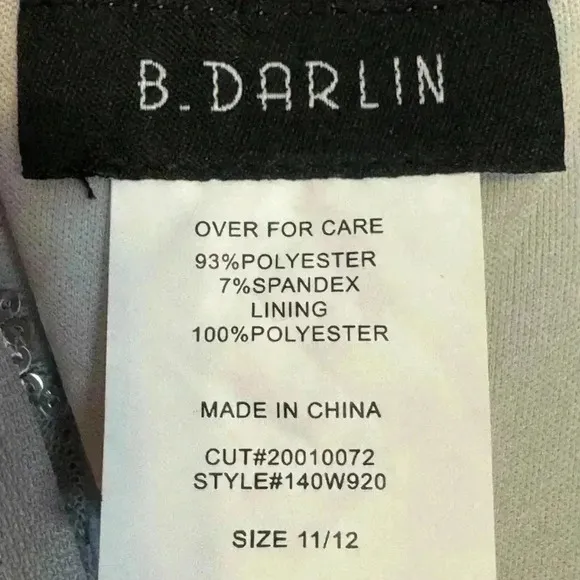 B.DARLIN
OVER FOR CARE
93%POLYESTER
7%SPANDEX
LINING
100%POLYESTER
MADE IN CHINA
CUT#20010072
STYLE#140W920
SIZE 11/12